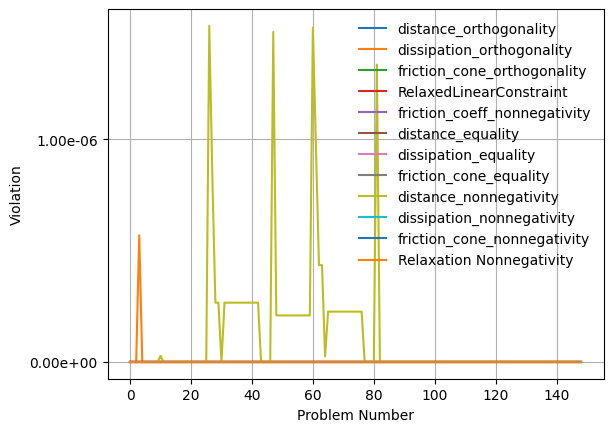 distance_orthogonality
dissipation_orthogonality
friction_cone_orthogonality
RelaxedLinearConstraint
friction_coeff_nonnegativity
distance_equality
dissipation_equality
friction_cone_equality
distance_nonnegativity
dissipation_nonnegativity
friction_cone_nonnegativity
Relaxation Nonnegativity
1.00e-06
0.00e+00
Violation
0 20 40 60 80 100 120 140
Problem Number